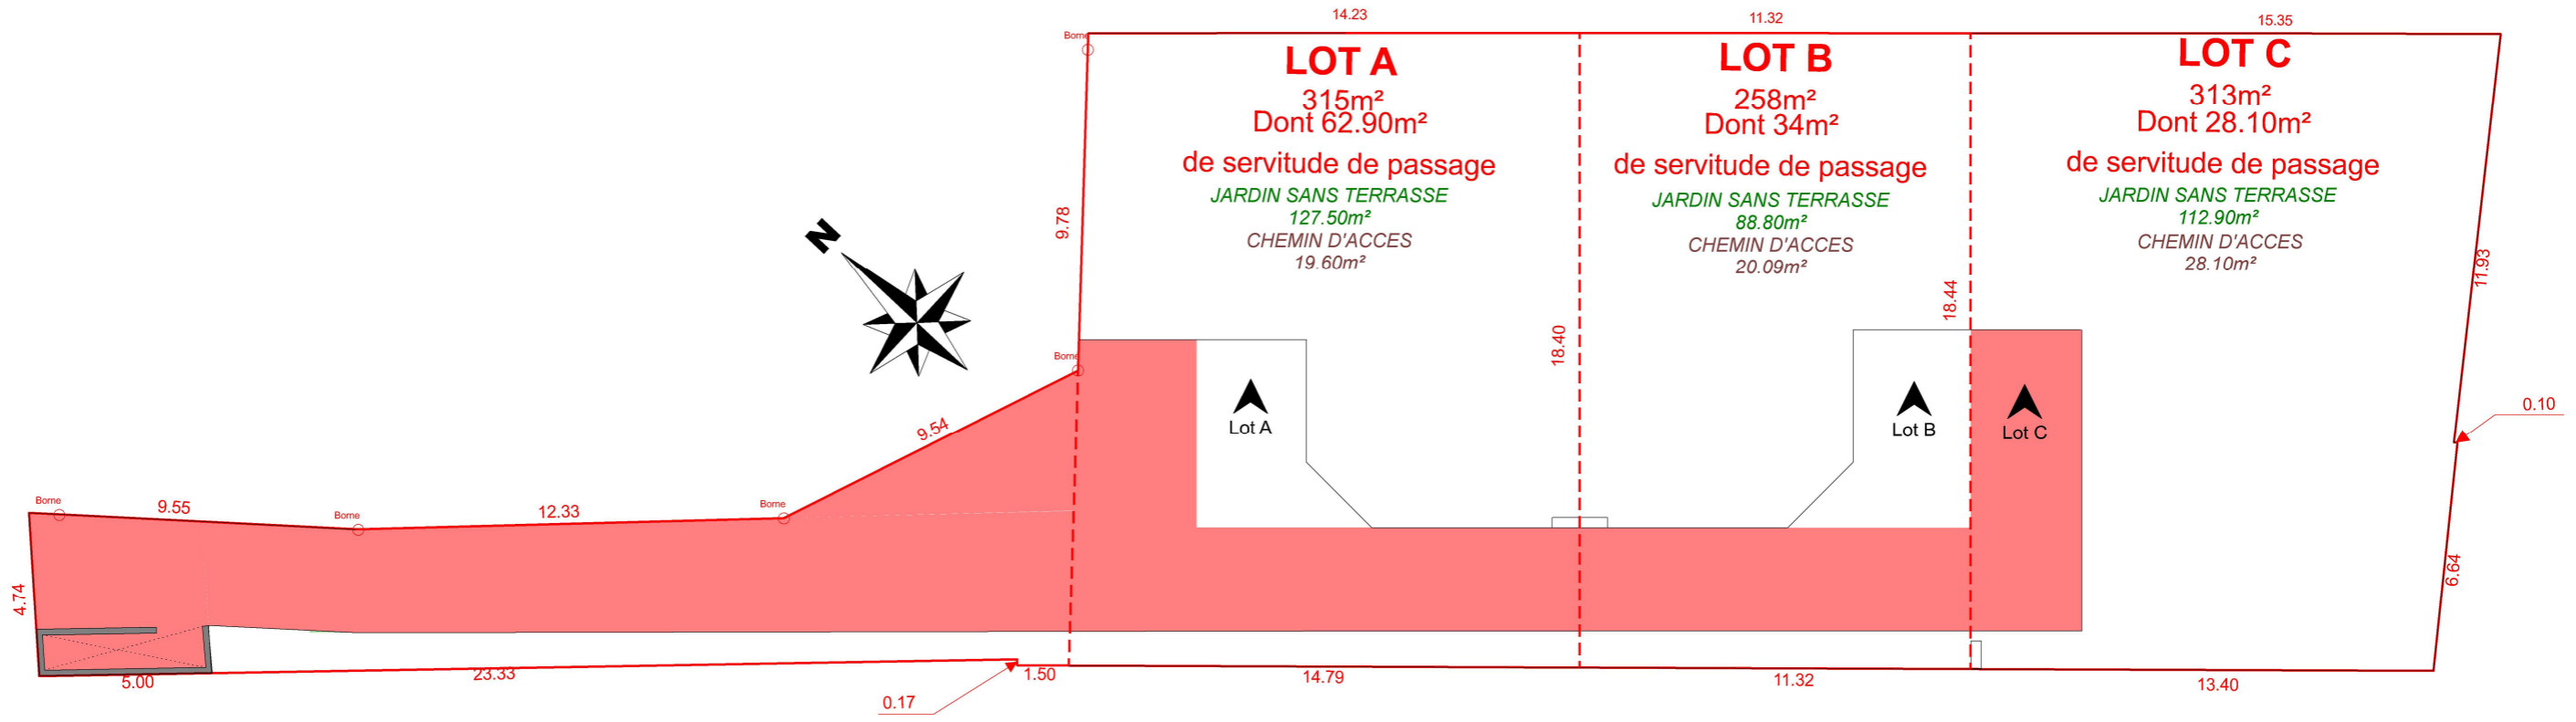 14.23
11.32
15.35
Borne
LOT A
315m²
Dont 62.90m²
de servitude de passage
JARDIN SANS TERRASSE
127.50m²
CHEMIN D'ACCES
19.60m²
LOT B
258m²
Dont 34m²
de servitude de passage
JARDIN SANS TERRASSE
88.80m²
CHEMIN D'ACCES
20.09m²
LOT C
313m²
Dont 28.10m²
de servitude de passage
JARDIN SANS TERRASSE
112.90m²
CHEMIN D'ACCES
28.10m²
9.78
N
18.40
18.44
11.93
0.10
Borne
Lot A
Lot B
Lot C
9.54
Borne
9.55
Borne
12.33
Borne
4.74
6.64
5.00
23.33
0.17
1.50
14.79
11.32
13.40